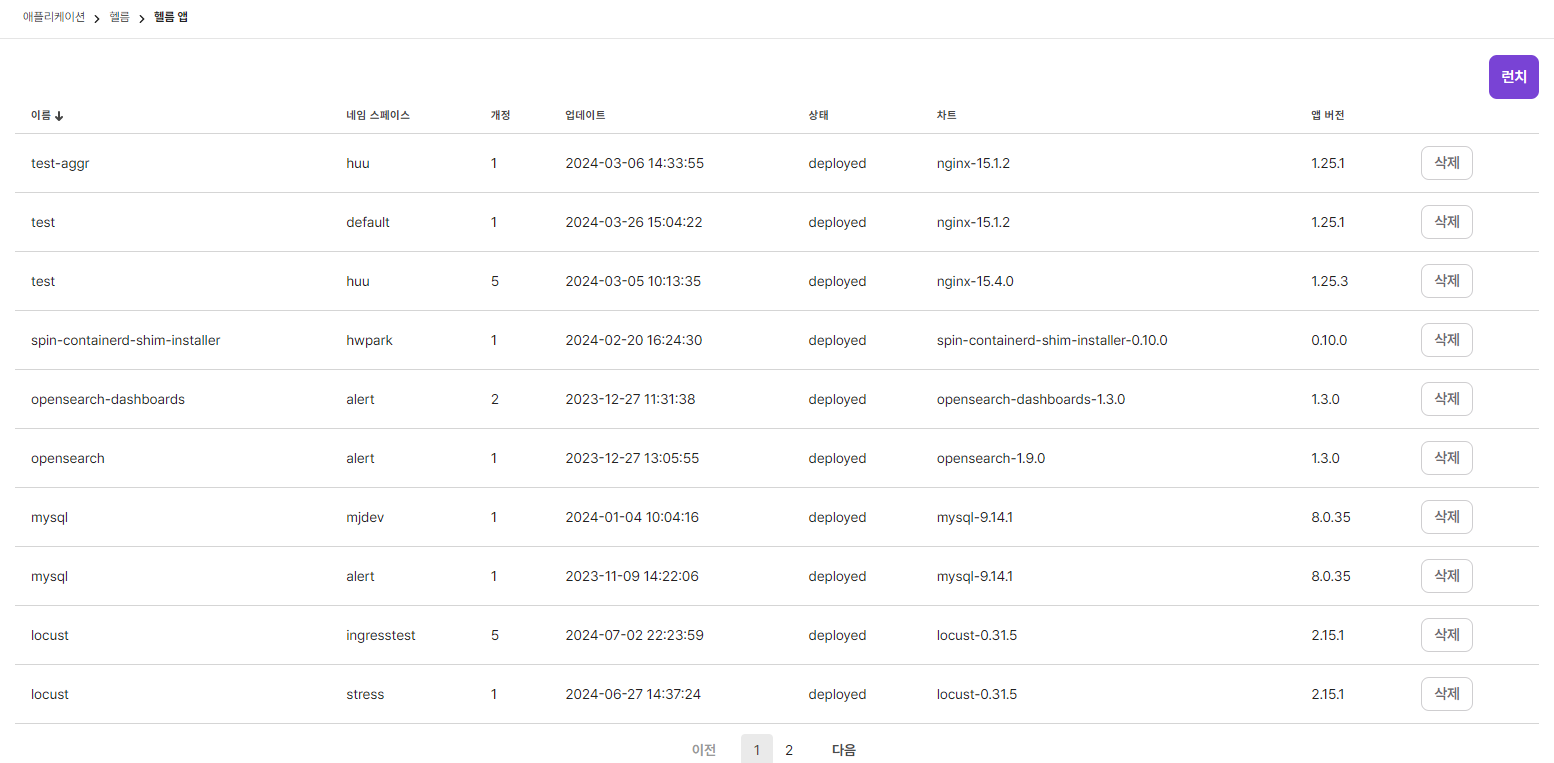 애플리케이션 > 헬름 > 헬름 앱
런치
이름 ↓ 네임 스페이스 개정 업데이트 상태 차트 앱 버전
test-aggr huu 1 2024-03-06 14:33:55 deployed nginx-15.1.2 1.25.1 삭제
test default 1 2024-03-26 15:04:22 deployed nginx-15.1.2 1.25.1 삭제
test huu 5 2024-03-05 10:13:35 deployed nginx-15.4.0 1.25.3 삭제
spin-containerd-shim-installer hwpark 1 2024-02-20 16:24:30 deployed spin-containerd-shim-installer-0.10.0 0.10.0 삭제
opensearch-dashboards alert 2 2023-12-27 11:31:38 deployed opensearch-dashboards-1.3.0 1.3.0 삭제
opensearch alert 1 2023-12-27 13:05:55 deployed opensearch-1.9.0 1.3.0 삭제
mysql mjdev 1 2024-01-04 10:04:16 deployed mysql-9.14.1 8.0.35 삭제
mysql alert 1 2023-11-09 14:22:06 deployed mysql-9.14.1 8.0.35 삭제
locust ingresstest 5 2024-07-02 22:23:59 deployed locust-0.31.5 2.15.1 삭제
locust stress 1 2024-06-27 14:37:24 deployed locust-0.31.5 2.15.1 삭제
이전 1 2 다음